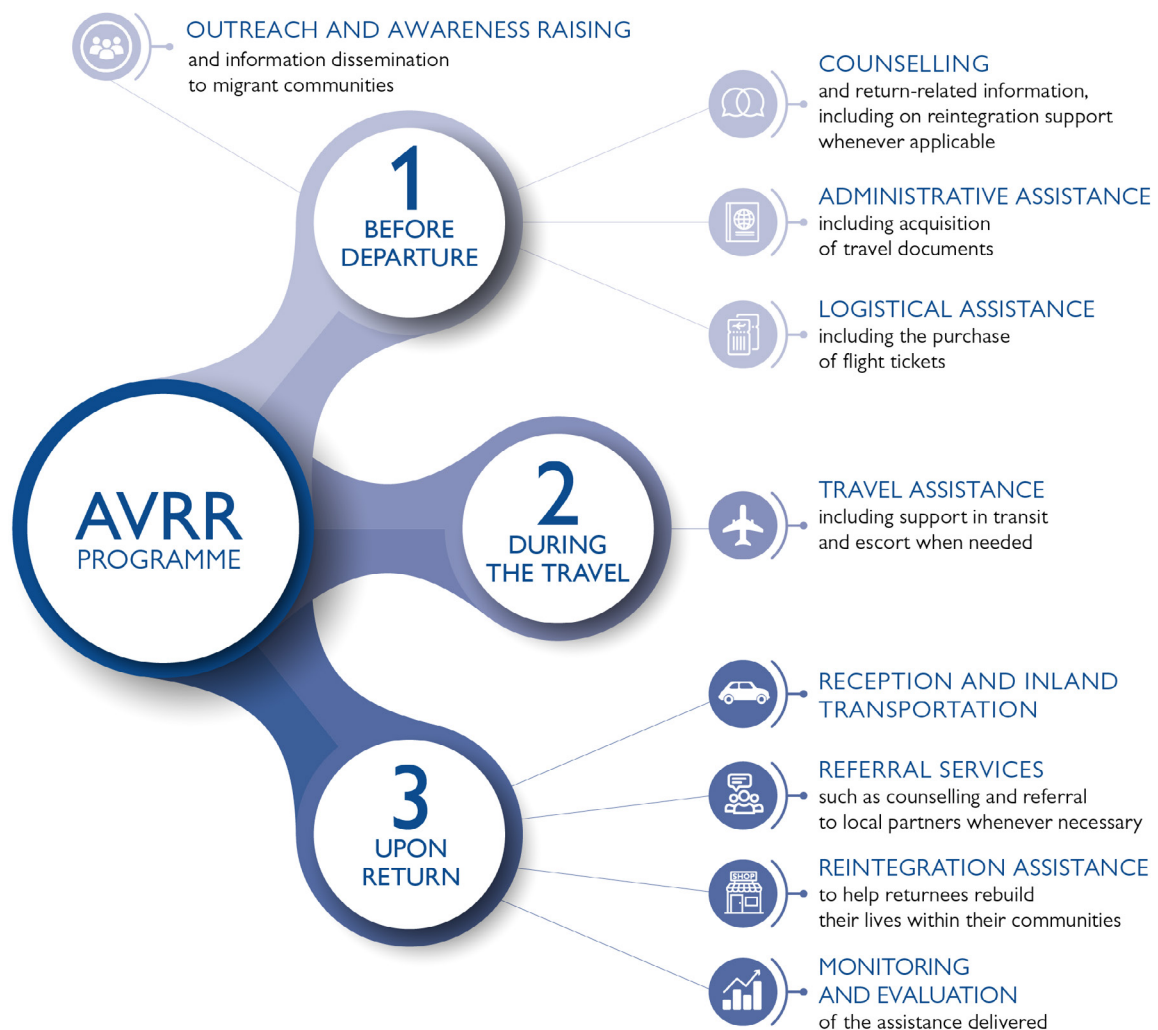 OUTREACH AND AWARENESS RAISING
and information dissemination
to migrant communities
1
BEFORE
DEPARTURE
COUNSELLING
and return-related information,
including on reintegration support
whenever applicable
ADMINISTRATIVE ASSISTANCE
including acquisition
of travel documents
LOGISTICAL ASSISTANCE
including the purchase
of flight tickets
AVRR
PROGRAMME
2
DURING
THE TRAVEL
TRAVEL ASSISTANCE
including support in transit
and escort when needed
3
UPON
RETURN
RECEPTION AND INLAND
TRANSPORTATION
REFERRAL SERVICES
such as counselling and referral
to local partners whenever necessary
SHOP
REINTEGRATION ASSISTANCE
to help returnees rebuild
their lives within their communities
MONITORING
AND EVALUATION
of the assistance delivered